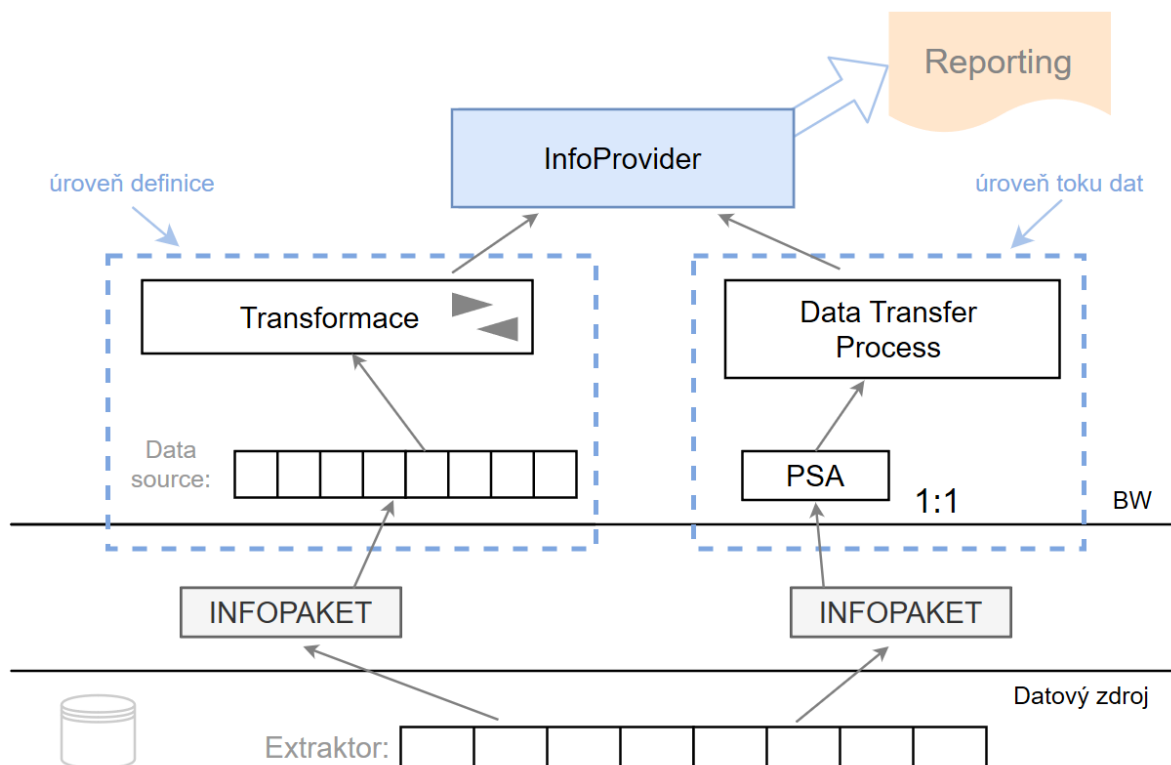 Reporting
InfoProvider
úroveň definice
úroveň toku dat
Transformace
Data Transfer
Process
Data
source:
PSA
1:1
BW
INFOPAKET
INFOPAKET
Datový zdroj
Extraktor: